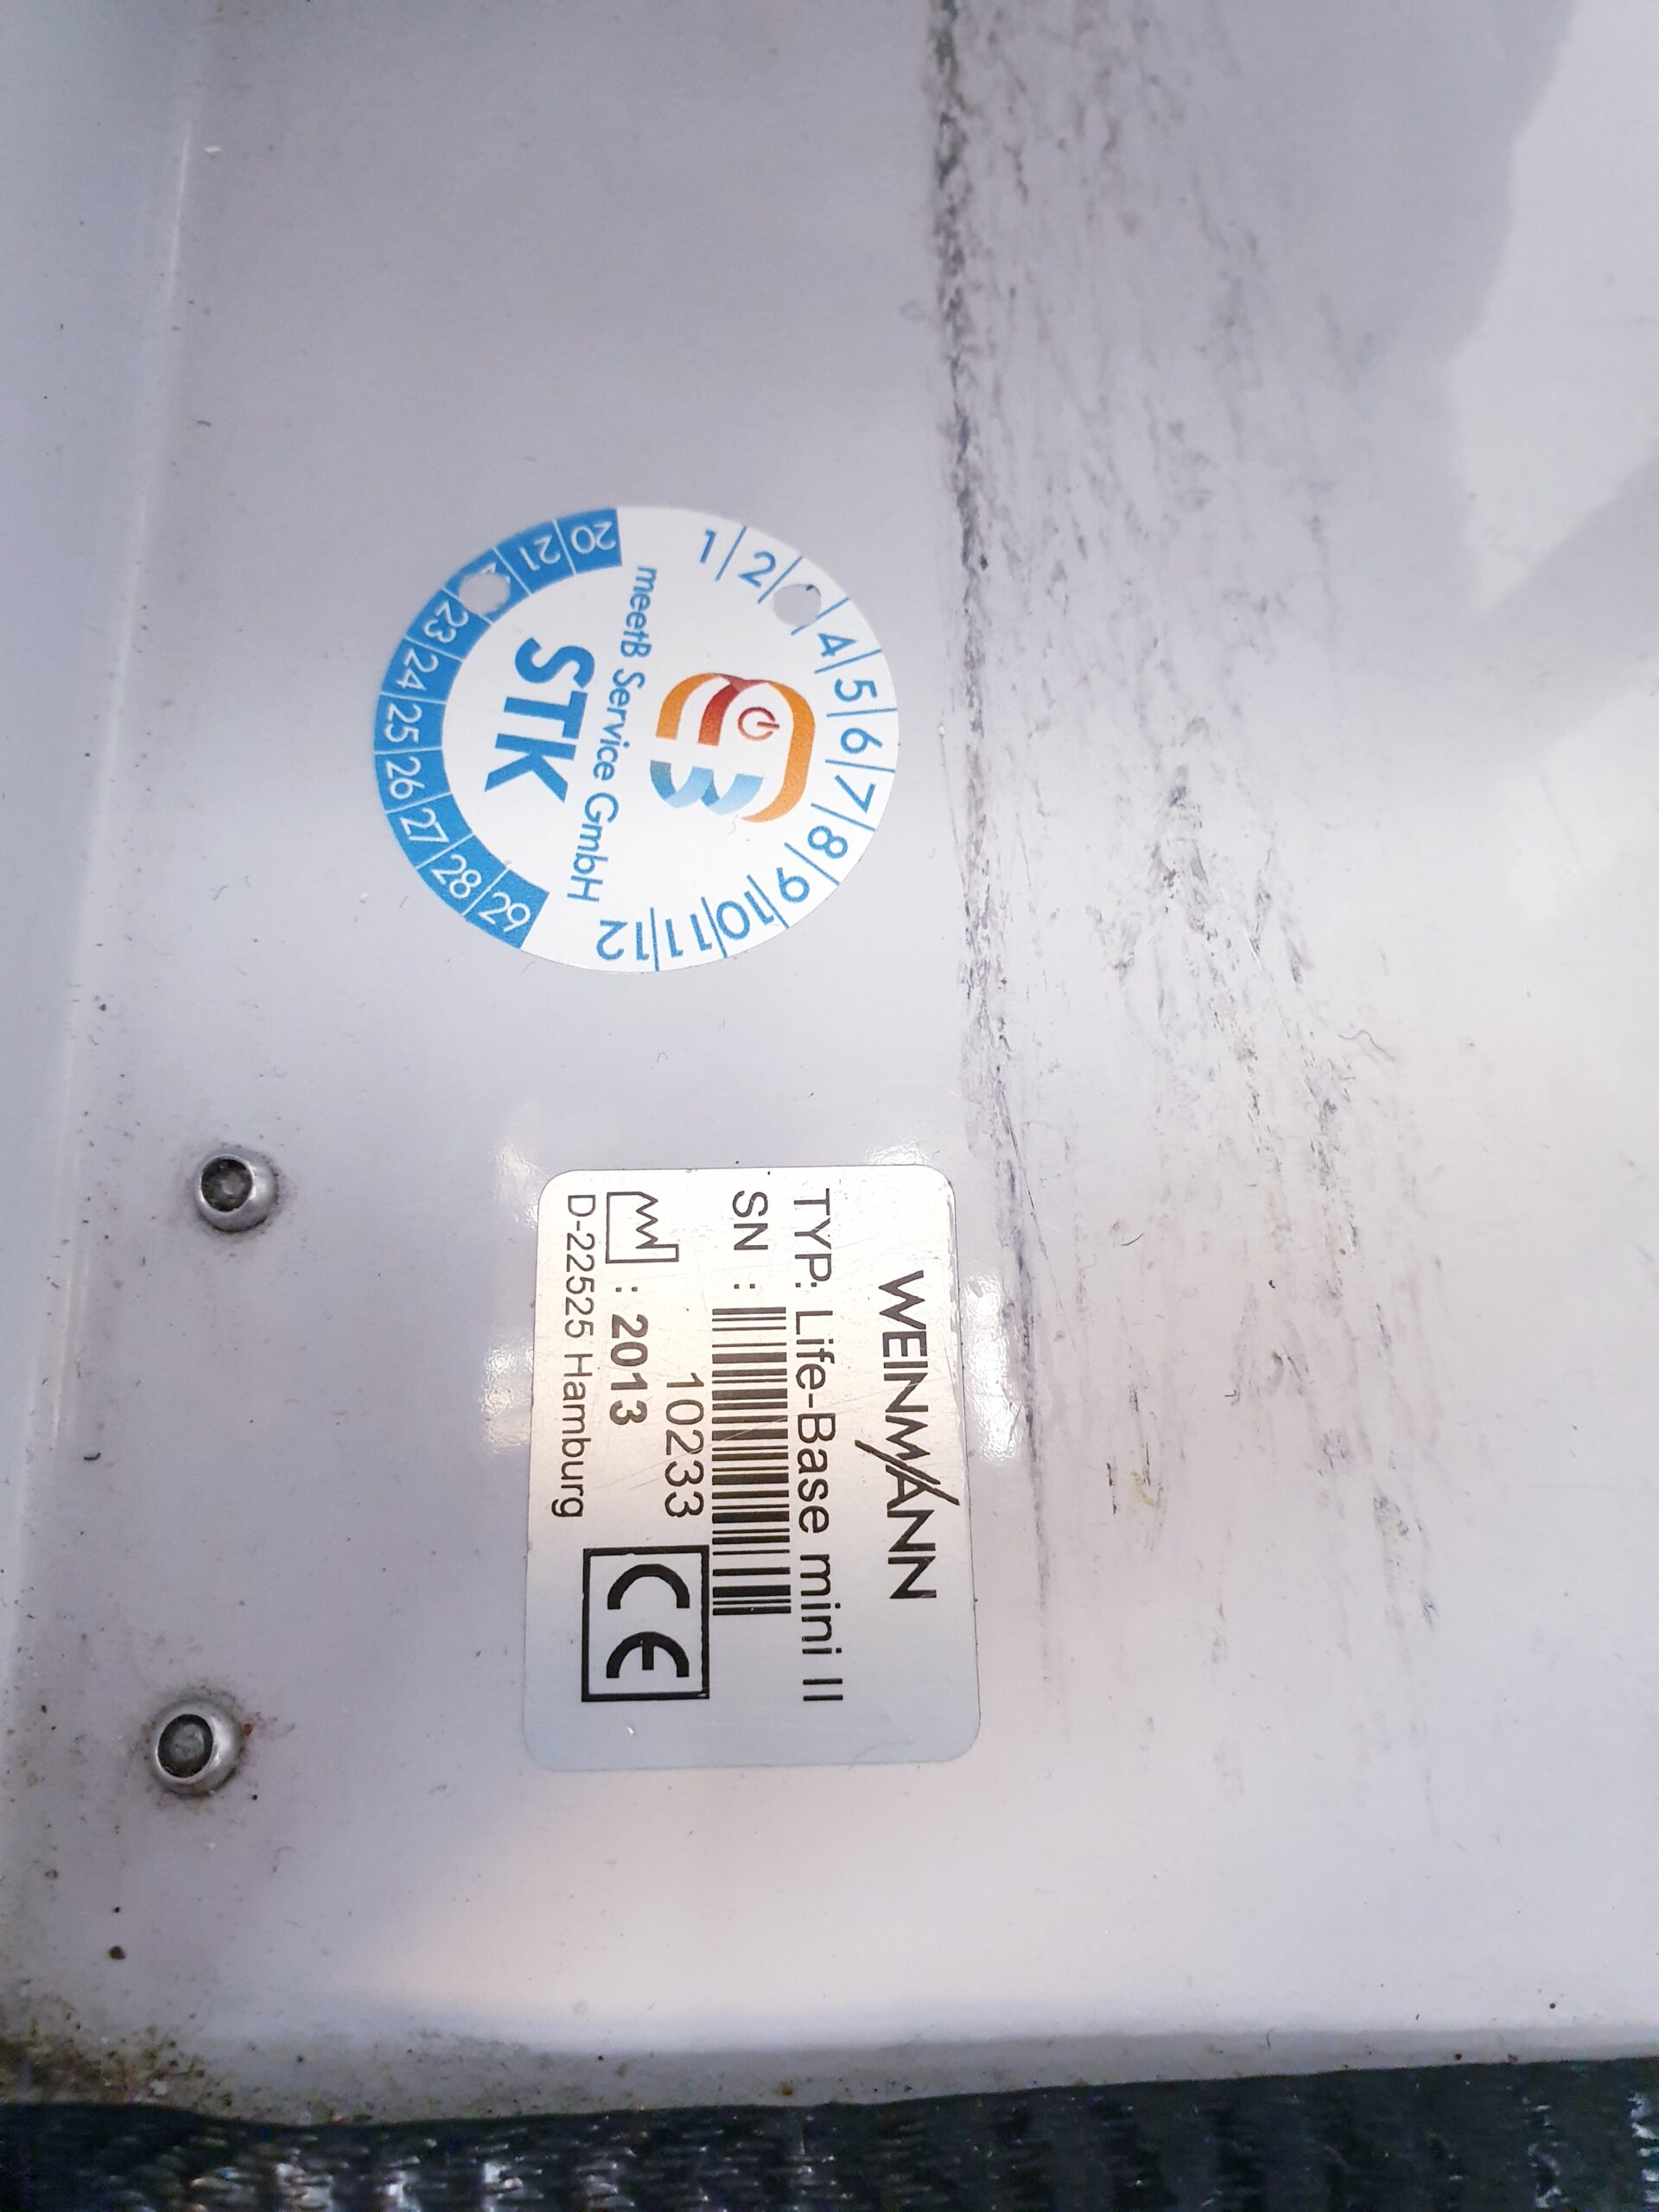 1 2 4 5 6 7 8 9 10 11 12
meetB Service GmbH
STK
20 21 23 24 25 26 27 28 29
WEINMANN
TYP: Life-Base mini II
SN :
10233
: 2013
D-22525 Hamburg
CE